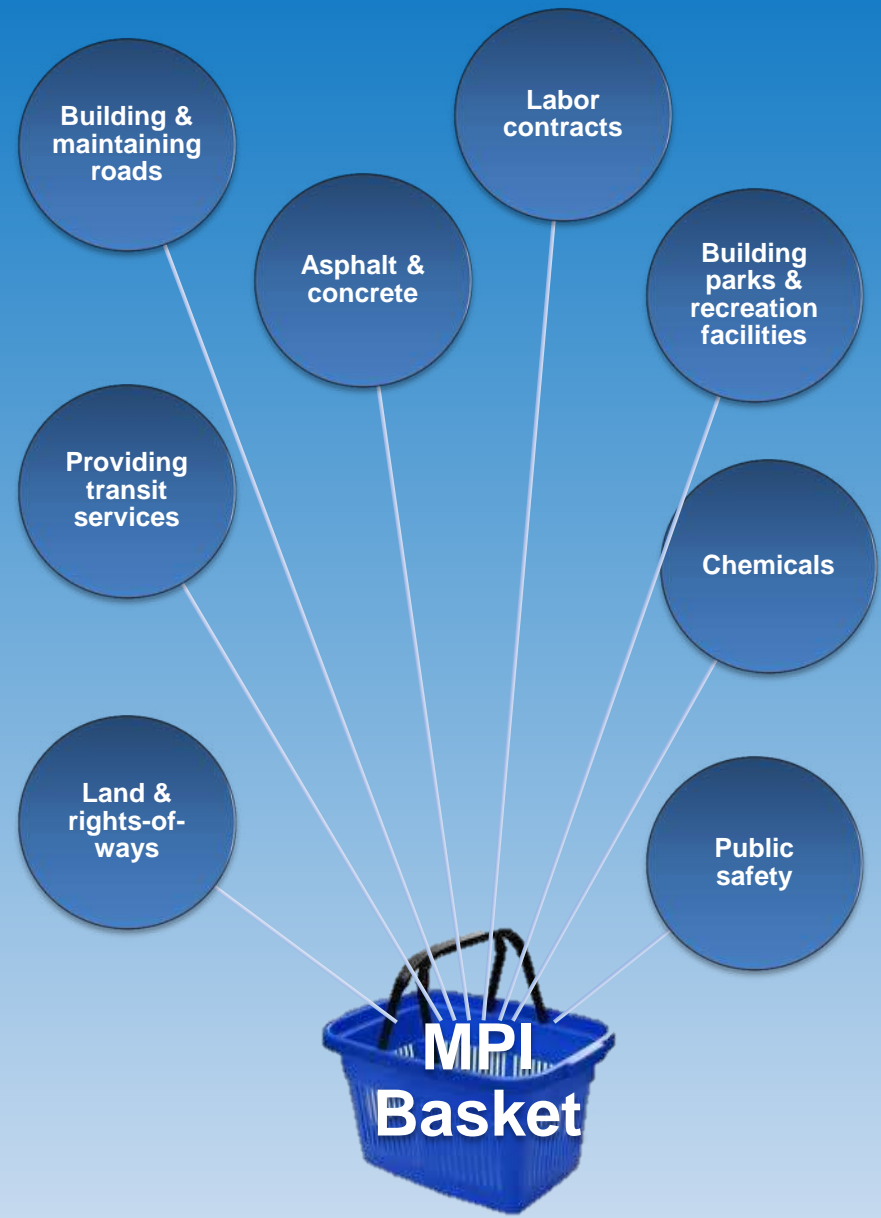 Building &
maintaining
roads
Labor
contracts
Asphalt &
concrete
Building
parks &
recreation
facilities
Providing
transit
services
Chemicals
Land &
rights-of-
ways
Public
safety
MPI
Basket